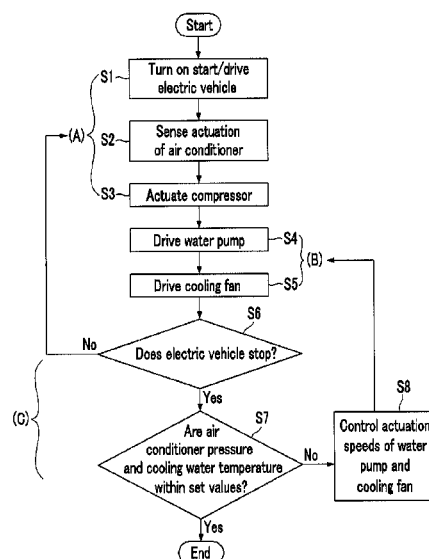 Start
S1
Turn on start/drive
electric vehicle
(A)
S2
Sense actuation
of air conditioner
S3
Actuate compressor
Drive water pump
S4
(B)
Drive cooling fan
S5
S6
No
Does electric vehicle stop?
(C)
Yes
S7
Are air
conditioner pressure
and cooling water temperature
within set values?
No
S8
Control actuation
speeds of water
pump and
cooling fan
Yes
End